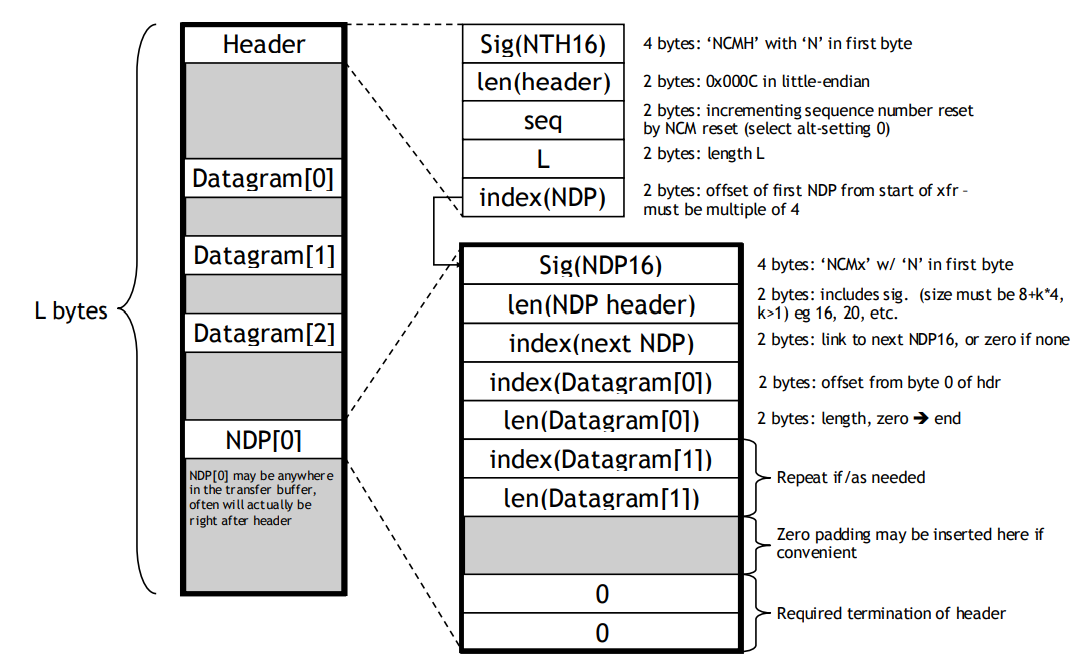 Header
Datagram[0]
Datagram[1]
Datagram[2]
NDP[0]
NDP[0] may be anywhere
in the transfer buffer,
often will actually be
right after header
L bytes
Sig(NTH16)
4 bytes: ‘NCMH’ with ‘N’ in first byte
len(header)
2 bytes: 0x000C in little-endian
seq
2 bytes: incrementing sequence number reset
by NCM reset (select alt-setting 0)
L
2 bytes: length L
index(NDP)
2 bytes: offset of first NDP from start of xfr –
must be multiple of 4
Sig(NDP16)
4 bytes: ‘NCMx’ w/ ‘N’ in first byte
len(NDP header)
2 bytes: includes sig. (size must be 8+k*4,
k>1) eg 16, 20, etc.
index(next NDP)
2 bytes: link to next NDP16, or zero if none
index(Datagram[0])
2 bytes: offset from byte 0 of hdr
len(Datagram[0])
2 bytes: length, zero ➔ end
index(Datagram[1])
len(Datagram[1])
Repeat if/as needed
Zero padding may be inserted here if
convenient
0
0
Required termination of header